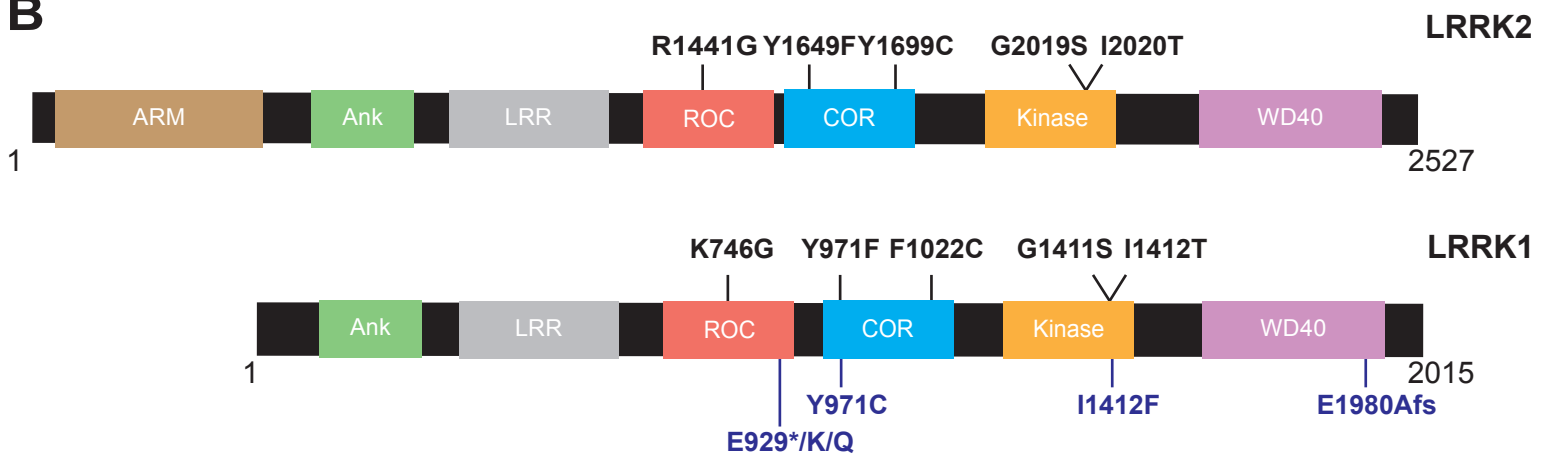 B
LRRK2
R1441G Y1649F Y1699C G2019S I2020T
ARM Ank LRR ROC COR Kinase WD40
1 2527
LRRK1
K746G Y971F F1022C G1411S I1412T
Ank LRR ROC COR Kinase WD40
1 2015
Y971C I1412F E1980Afs
E929*/K/Q